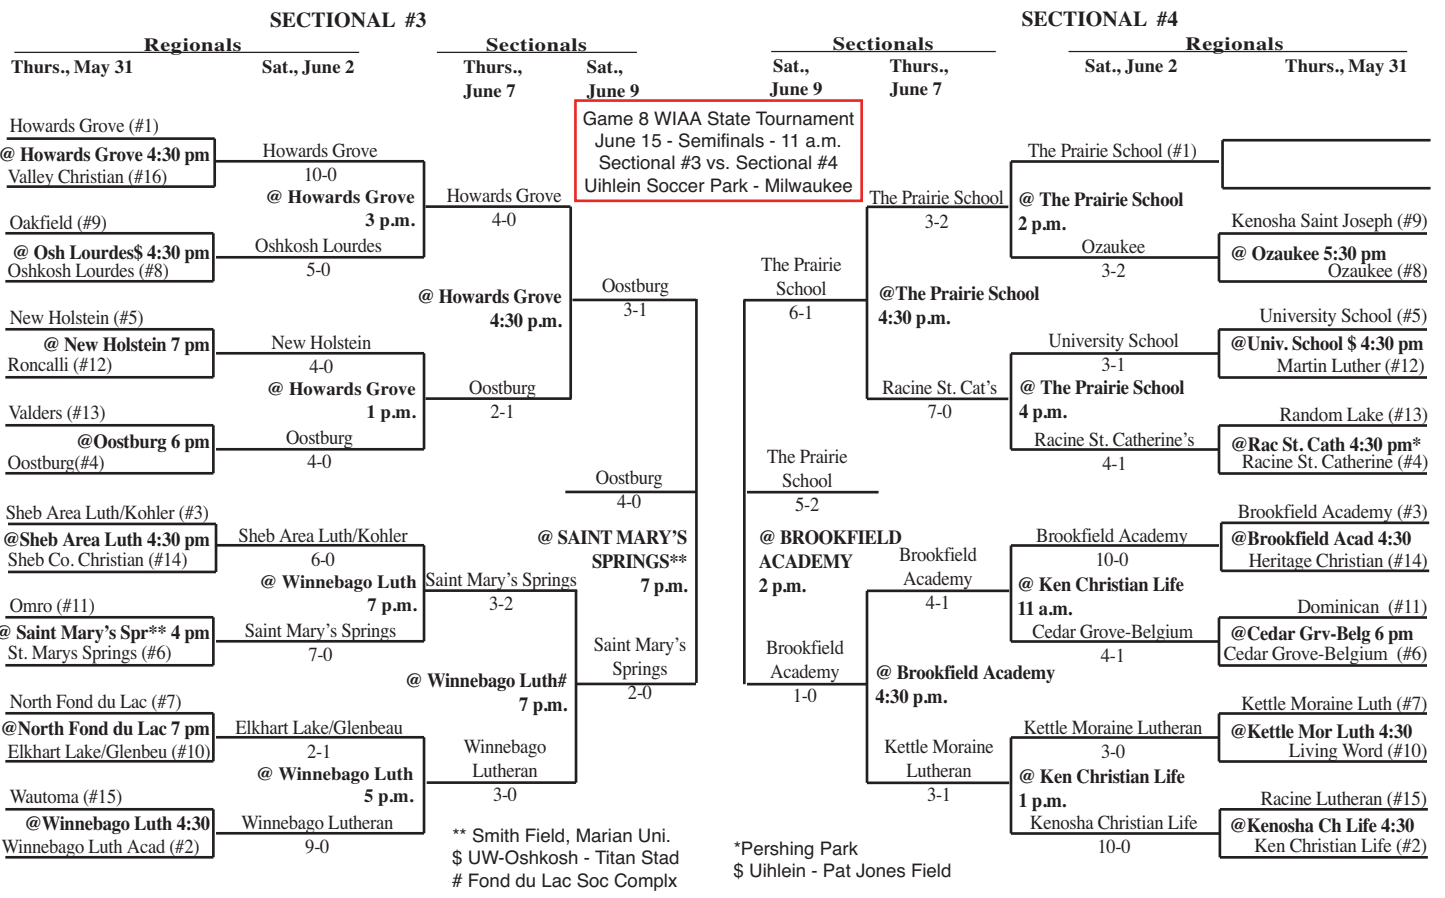 SECTIONAL #3
SECTIONAL #4
Regionals
Sectionals
Sectionals
Regionals
Thurs., May 31
Sat., June 2
Thurs.,
June 7
Sat.,
June 9
Sat.,
June 9
Thurs.,
June 7
Sat., June 2
Thurs., May 31
Game 8 WIAA State Tournament
June 15 - Semifinals - 11 a.m.
Sectional #3 vs. Sectional #4
Uihlein Soccer Park - Milwaukee
Howards Grove (#1)
@ Howards Grove 4:30 pm
Valley Christian (#16)
Oakfield (#9)
@ Osh Lourdes$ 4:30 pm
Oshkosh Lourdes (#8)
New Holstein (#5)
@ New Holstein 7 pm
Roncalli (#12)
Valders (#13)
@Oostburg 6 pm
Oostburg(#4)
Sheb Area Luth/Kohler (#3)
@Sheb Area Luth 4:30 pm
Sheb Co. Christian (#14)
Omro (#11)
@ Saint Mary's Spr** 4 pm
St. Marys Springs (#6)
North Fond du Lac (#7)
@North Fond du Lac 7 pm
Elkhart Lake/Glenbeu (#10)
Wautoma (#15)
@Winnebago Luth 4:30
Winnebago Luth Acad (#2)
Howards Grove
10-0
@ Howards Grove
3 p.m.
Oshkosh Lourdes
5-0
New Holstein
4-0
@ Howards Grove
1 p.m.
Oostburg
4-0
Sheb Area Luth/Kohler
6-0
@ Winnebago Luth
7 p.m.
Saint Mary's Springs
7-0
Elkhart Lake/Glenbeau
2-1
@ Winnebago Luth
5 p.m.
Winnebago Lutheran
9-0
Howards Grove
4-0
@ Howards Grove
4:30 p.m.
Oostburg
2-1
Saint Mary's Springs
3-2
@ Winnebago Luth#
7 p.m.
Winnebago
Lutheran
3-0
Oostburg
3-1
Oostburg
4-0
@ SAINT MARY'S
SPRINGS**
7 p.m.
Saint Mary's
Springs
2-0
** Smith Field, Marian Uni.
$ UW-Oshkosh - Titan Stad
# Fond du Lac Soc Complx
The Prairie
School
6-1
The Prairie
School
5-2
@ BROOKFIELD
ACADEMY
2 p.m.
Brookfield
Academy
1-0
The Prairie School
3-2
@The Prairie School
4:30 p.m.
Racine St. Cat's
7-0
Brookfield
Academy
4-1
@ Brookfield Academy
4:30 p.m.
Kettle Moraine
Lutheran
3-1
The Prairie School (#1)
@ The Prairie School
2 p.m.
Ozaukee
3-2
University School
3-1
@ The Prairie School
4 p.m.
Racine St. Catherine's
4-1
Brookfield Academy
10-0
@ Ken Christian Life
11 a.m.
Cedar Grove-Belgium
4-1
Kettle Moraine Lutheran
3-0
@ Ken Christian Life
1 p.m.
Kenosha Christian Life
10-0
Kenosha Saint Joseph (#9)
@ Ozaukee 5:30 pm
Ozaukee (#8)
University School (#5)
@Univ. School $ 4:30 pm
Martin Luther (#12)
Random Lake (#13)
@Rac St. Cath 4:30 pm*
Racine St. Catherine (#4)
Brookfield Academy (#3)
@Brookfield Acad 4:30
Heritage Christian (#14)
Dominican (#11)
@Cedar Grv-Belg 6 pm
Cedar Grove-Belgium (#6)
Kettle Moraine Luth (#7)
@Kettle Mor Luth 4:30
Living Word (#10)
Racine Lutheran (#15)
@Kenosha Ch Life 4:30
Ken Christian Life (#2)
*Pershing Park
$ Uihlein - Pat Jones Field